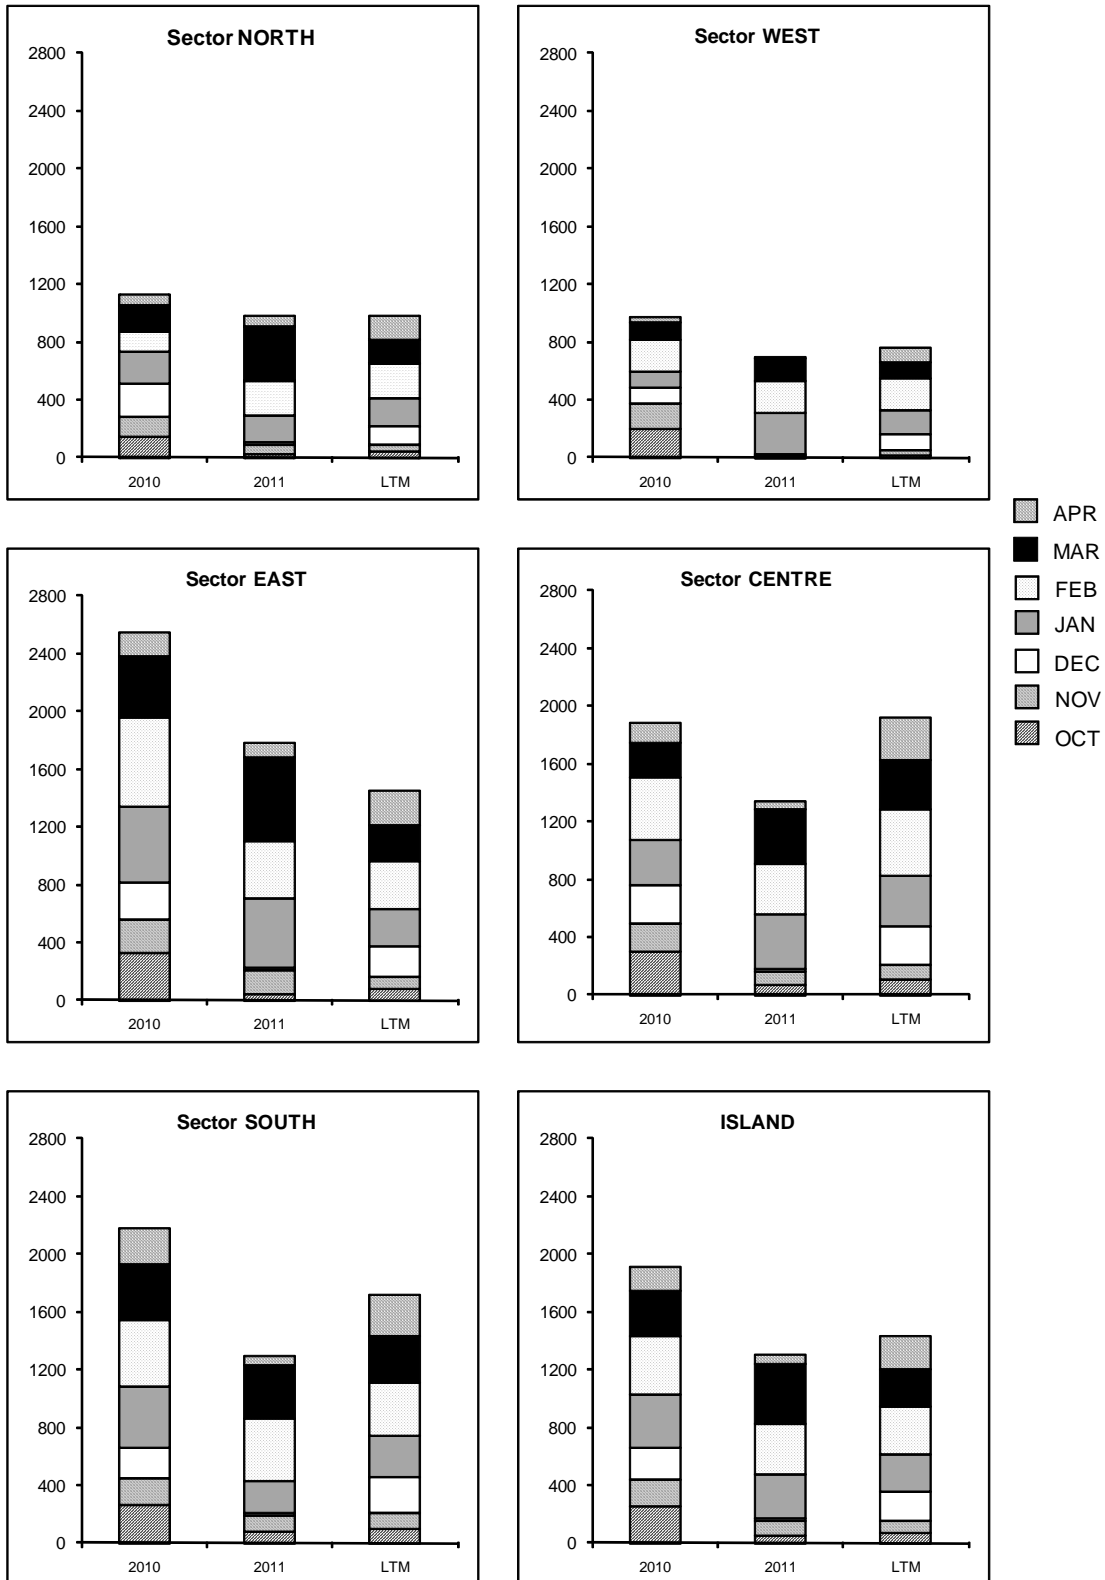 Sector NORTH
2800
2400
2000
1600
1200
800
400
0
2010 2011 LTM
Sector WEST
2800
2400
2000
1600
1200
800
400
0
2010 2011 LTM
Sector EAST
2800
2400
2000
1600
1200
800
400
0
2010 2011 LTM
Sector CENTRE
2800
2400
2000
1600
1200
800
400
0
2010 2011 LTM
APR
MAR
FEB
JAN
DEC
NOV
OCT
Sector SOUTH
2800
2400
2000
1600
1200
800
400
0
2010 2011 LTM
ISLAND
2800
2400
2000
1600
1200
800
400
0
2010 2011 LTM